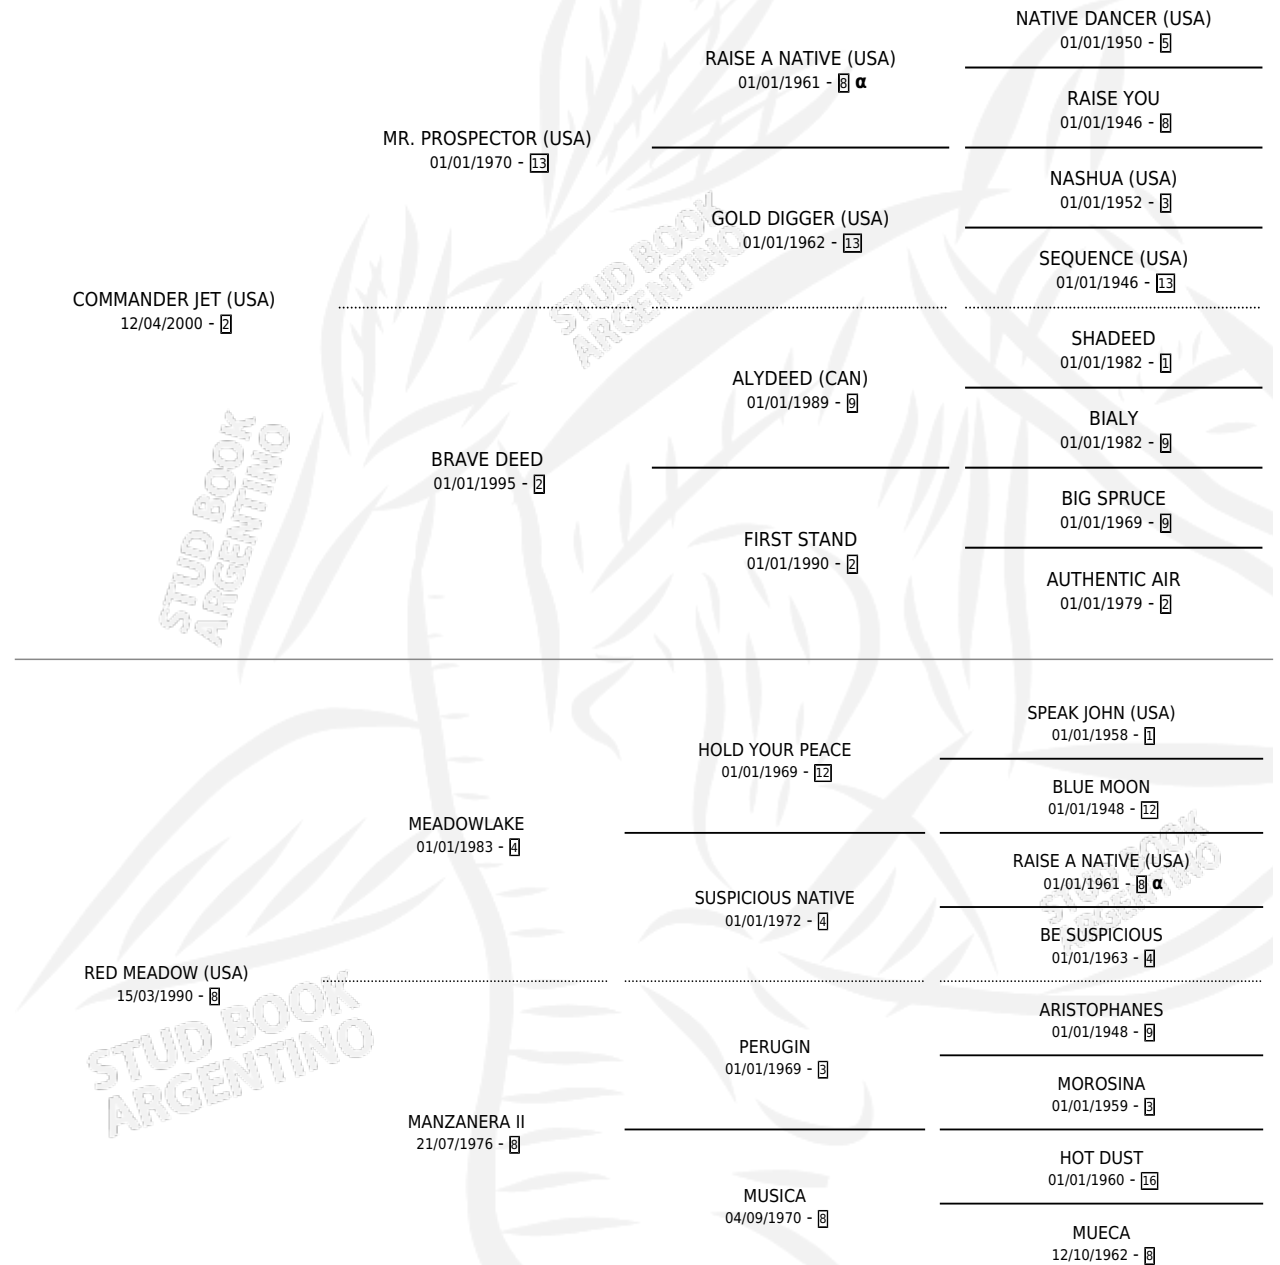 NATIVE DANCER (USA)
01/01/1950 - 5
RAISE A NATIVE (USA)
01/01/1961 - 8 α
RAISE YOU
01/01/1946 - 8
MR. PROSPECTOR (USA)
01/01/1970 - 13
NASHUA (USA)
01/01/1952 - 3
GOLD DIGGER (USA)
01/01/1962 - 13
SEQUENCE (USA)
01/01/1946 - 13
COMMANDER JET (USA)
12/04/2000 - 2
STUD BOOK
ARGENTINO
SHADEED
01/01/1982 - 1
ALYDEED (CAN)
01/01/1989 - 9
BIALY
01/01/1982 - 9
BRAVE DEED
01/01/1995 - 2
BIG SPRUCE
01/01/1969 - 9
FIRST STAND
01/01/1990 - 2
AUTHENTIC AIR
01/01/1979 - 2
STUD BOOK
ARGENTINO
SPEAK JOHN (USA)
01/01/1958 - 1
HOLD YOUR PEACE
01/01/1969 - 12
BLUE MOON
01/01/1948 - 12
MEADOWLAKE
01/01/1983 - 4
RAISE A NATIVE (USA)
01/01/1961 - 8 α
SUSPICIOUS NATIVE
01/01/1972 - 4
BE SUSPICIOUS
01/01/1963 - 4
STUD BOOK
ARGENTINO
RED MEADOW (USA)
15/03/1990 - 8
ARISTOPHANES
01/01/1948 - 9
PERUGIN
01/01/1969 - 3
MOROSINA
01/01/1959 - 3
STUD BOOK
ARGENTINO
MANZANERA II
21/07/1976 - 8
HOT DUST
01/01/1960 - 16
MUSICA
04/09/1970 - 8
MUECA
12/10/1962 - 8